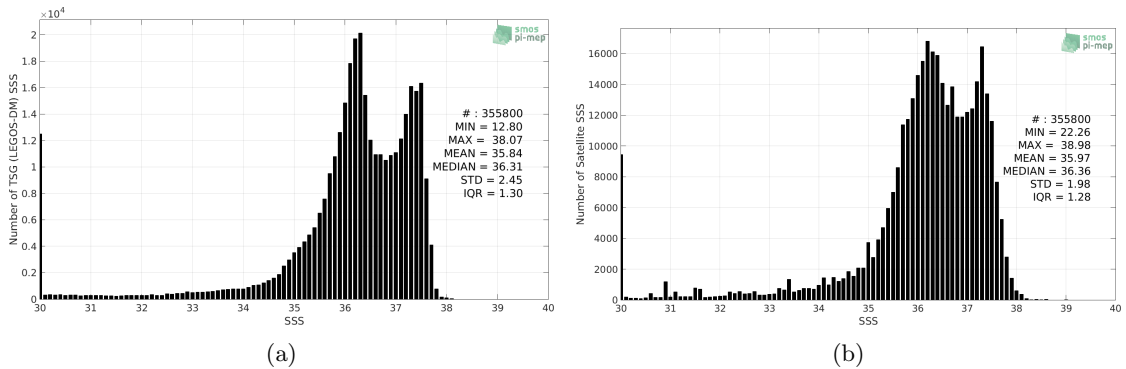 ×10⁴
2
1.8
1.6
1.4
1.2
1
0.8
0.6
0.4
0.2
0
30 31 32 33 34 35 36 37 38 39 40
SSS
Number of TSG (LEGOS-DM) SSS
smos
pi-mep
# : 355800
MIN = 12.80
MAX = 38.07
MEAN = 35.84
MEDIAN = 36.31
STD = 2.45
IQR = 1.30
(a)
16000
14000
12000
10000
8000
6000
4000
2000
0
30 31 32 33 34 35 36 37 38 39 40
SSS
Number of Satellite SSS
smos
pi-mep
# : 355800
MIN = 22.26
MAX = 38.98
MEAN = 35.97
MEDIAN = 36.36
STD = 1.98
IQR = 1.28
(b)